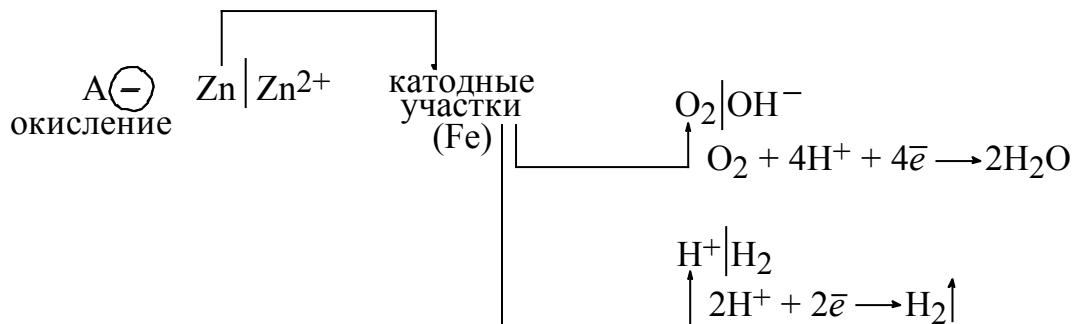 A − Zn | Zn²⁺ катодные участки (Fe)
окисление
O₂ | OH⁻
O₂ + 4H⁺ + 4e̅ → 2H₂O
H⁺ | H₂
2H⁺ + 2e̅ → H₂↑